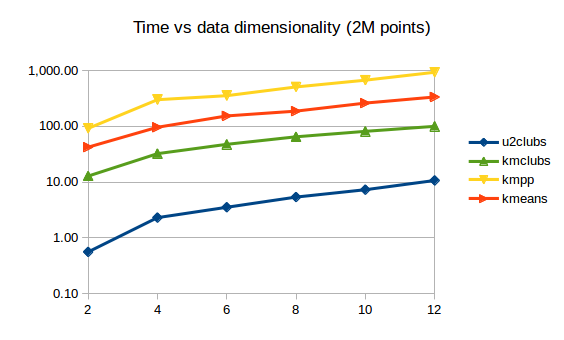 Time vs data dimensionality (2M points)
1,000.00
100.00
10.00
1.00
0.10
2 4 6 8 10 12
u2clubs
kmclubs
kmpp
kmeans